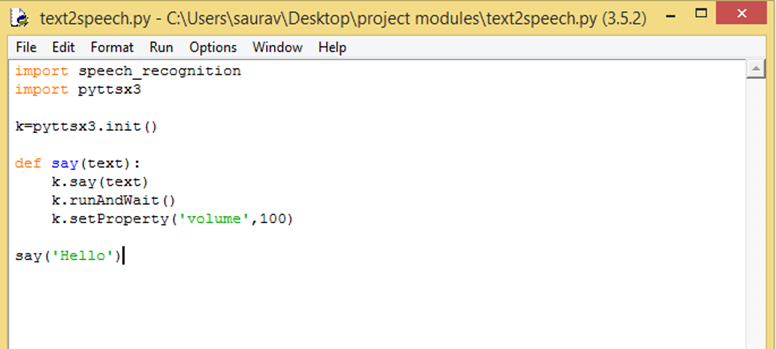 text2speech.py - C:\Users\saurav\Desktop\project modules\text2speech.py (3.5.2)
File Edit Format Run Options Window Help
import speech_recognition
import pyttsx3

k=pyttsx3.init()

def say(text):
    k.say(text)
    k.runAndWait()
    k.setProperty('volume',100)

say('Hello')